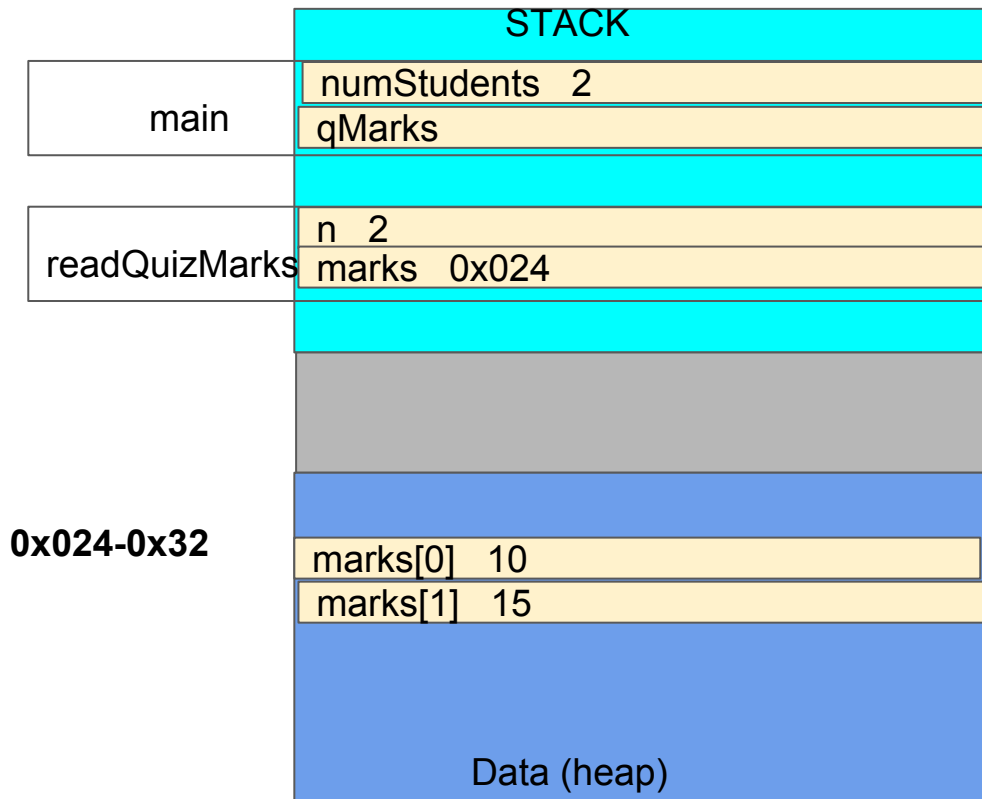 STACK
numStudents 2
main
qMarks
n 2
readQuizMarks
marks 0x024
0x024-0x32
marks[0] 10
marks[1] 15
Data (heap)